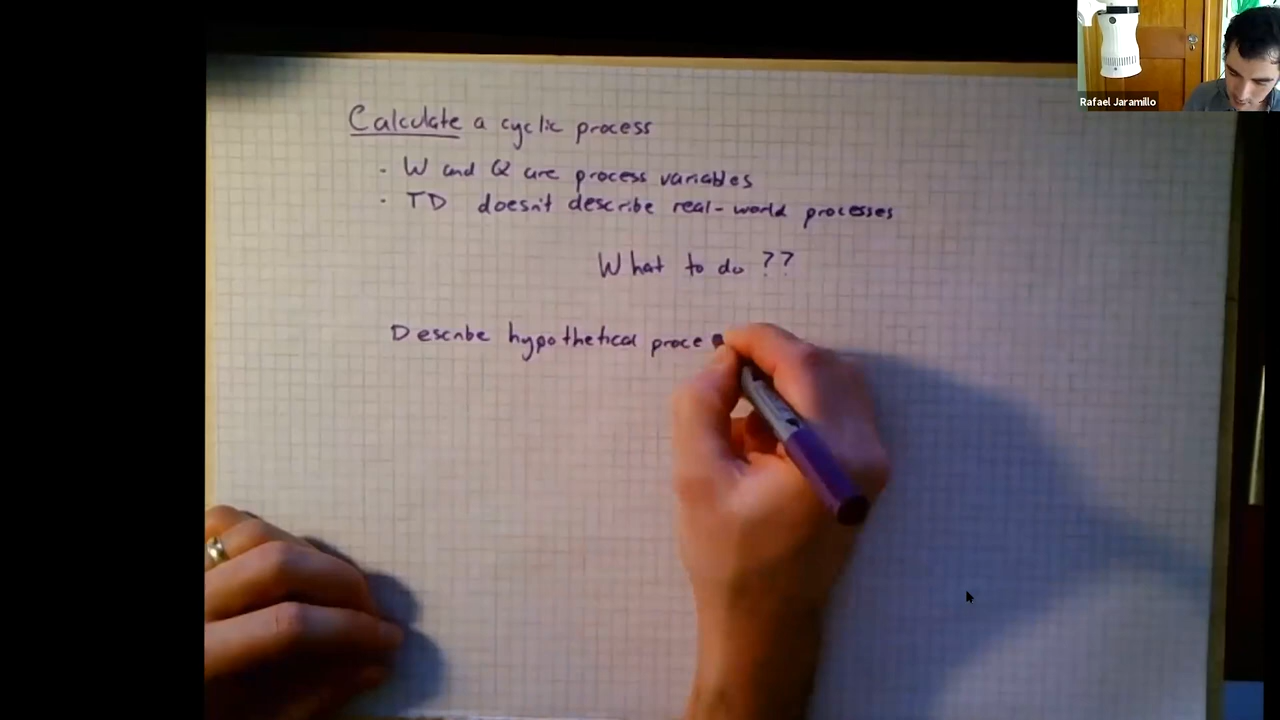 Rafael Jaramillo
Calculate a cyclic process
· W and Q are process variables
· TD doesn't describe real-world processes
What to do ??
Describe hypothetical proce